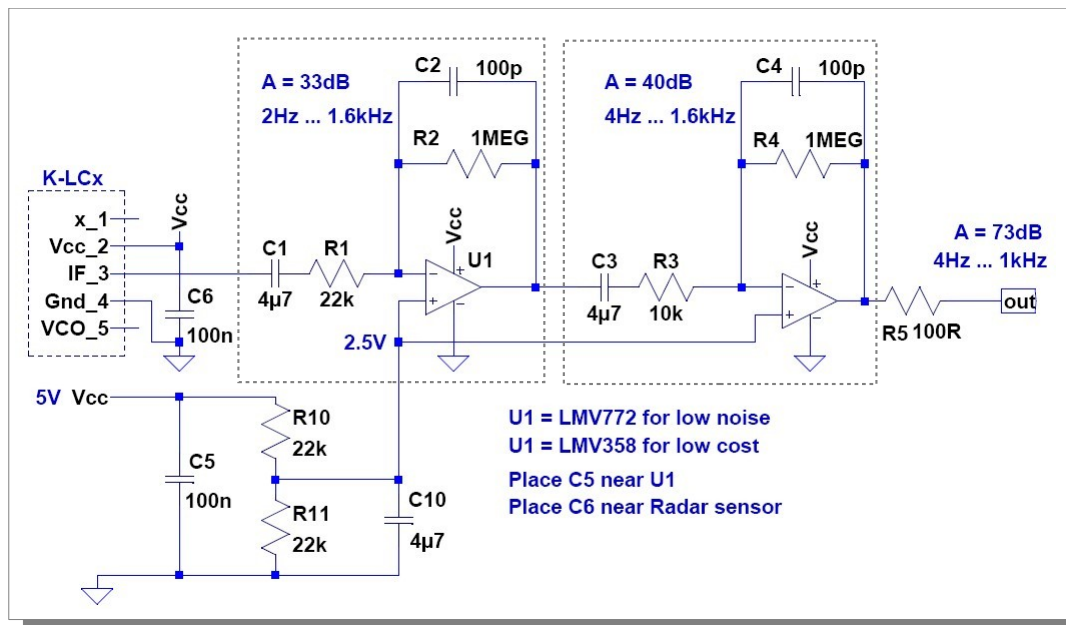 A = 33dB
2Hz ... 1.6kHz
C2
100p
R2
1MEG
A = 40dB
4Hz ... 1.6kHz
C4
100p
R4
1MEG
K-LCx
x_1
Vcc_2
IF_3
Gnd_4
VCO_5
Vcc
C6
100n
C1
4µ7
R1
22k
Vcc
U1
2.5V
C3
4µ7
R3
10k
Vcc
A = 73dB
4Hz ... 1kHz
out
R5
100R
5V Vcc
C5
100n
R10
22k
R11
22k
C10
4µ7
U1 = LMV772 for low noise
U1 = LMV358 for low cost
Place C5 near U1
Place C6 near Radar sensor